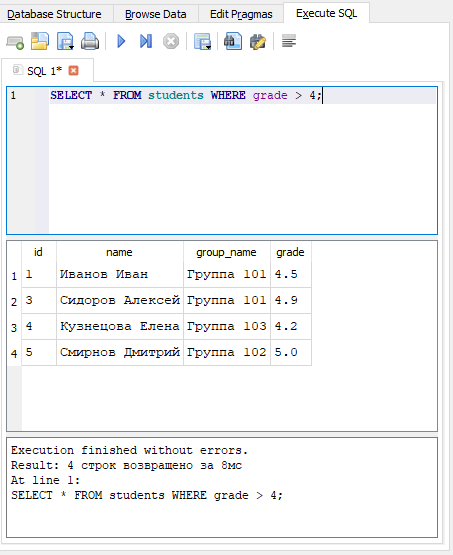 Database Structure Browse Data Edit Pragmas Execute SQL
SQL 1*
1 SELECT * FROM students WHERE grade > 4;
id name group_name grade
1 1 Иванов Иван Группа 101 4.5
2 3 Сидоров Алексей Группа 101 4.9
3 4 Кузнецова Елена Группа 103 4.2
4 5 Смирнов Дмитрий Группа 102 5.0
Execution finished without errors.
Result: 4 строк возвращено за 8мс
At line 1:
SELECT * FROM students WHERE grade > 4;